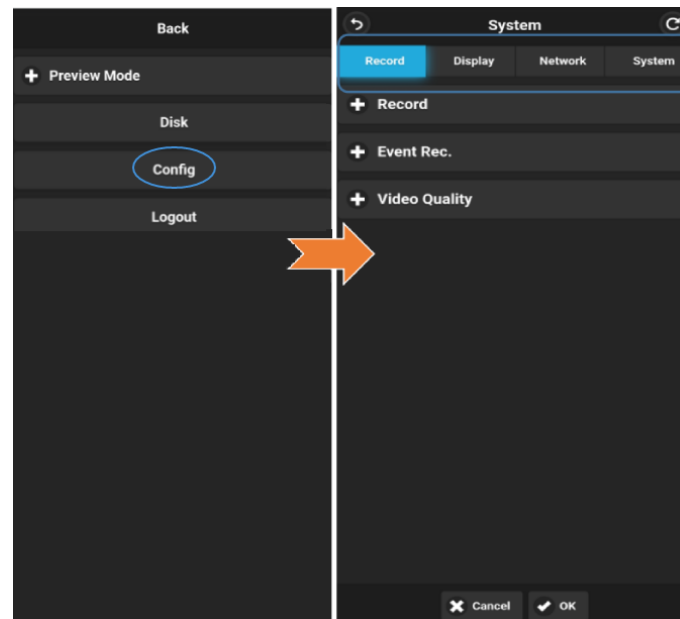 Back
Preview Mode
Disk
Config
Logout
System
Record Display Network System
Record
Event Rec.
Video Quality
Cancel OK